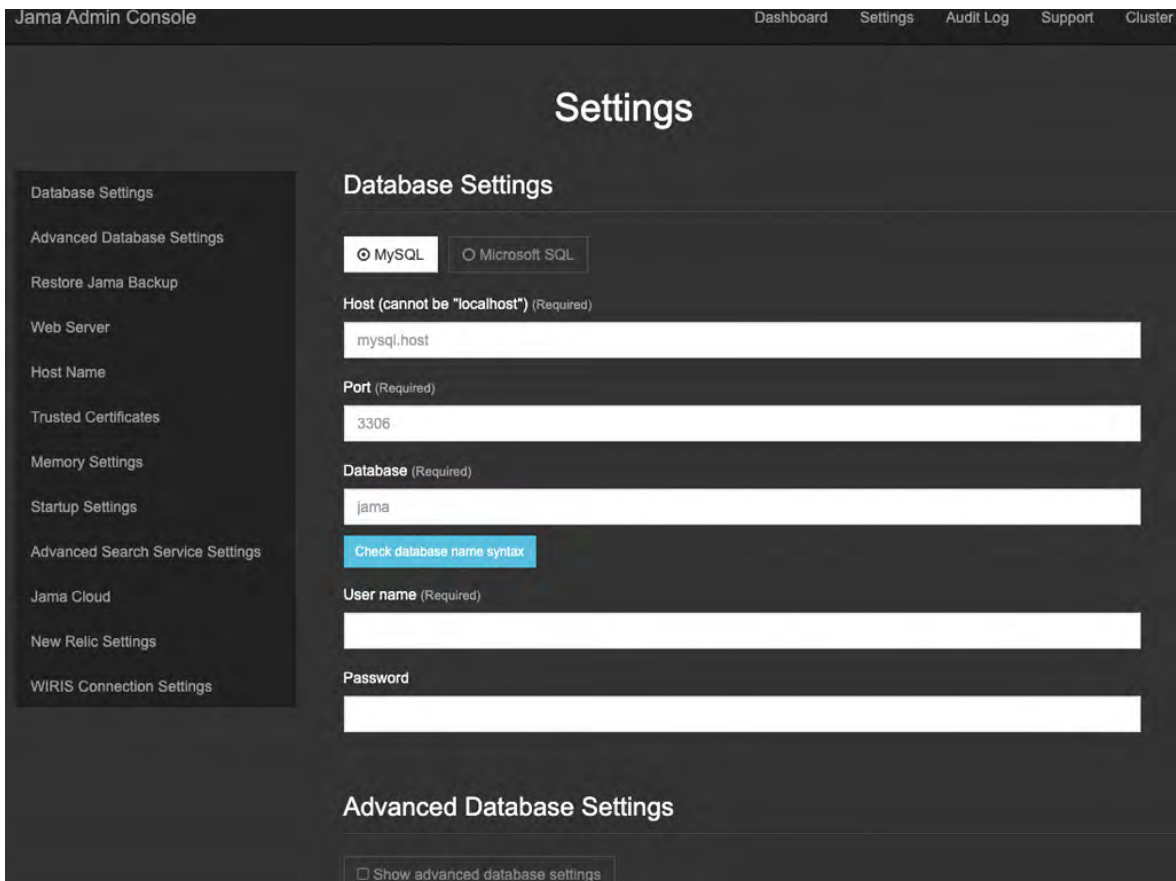 Jama Admin Console
Dashboard Settings Audit Log Support Cluster
Settings
Database Settings
Advanced Database Settings
Restore Jama Backup
Web Server
Host Name
Trusted Certificates
Memory Settings
Startup Settings
Advanced Search Service Settings
Jama Cloud
New Relic Settings
WIRIS Connection Settings
Database Settings
MySQL
Microsoft SQL
Host (cannot be "localhost") (Required)
mysql.host
Port (Required)
3306
Database (Required)
jama
Check database name syntax
User name (Required)
Password
Advanced Database Settings
Show advanced database settings